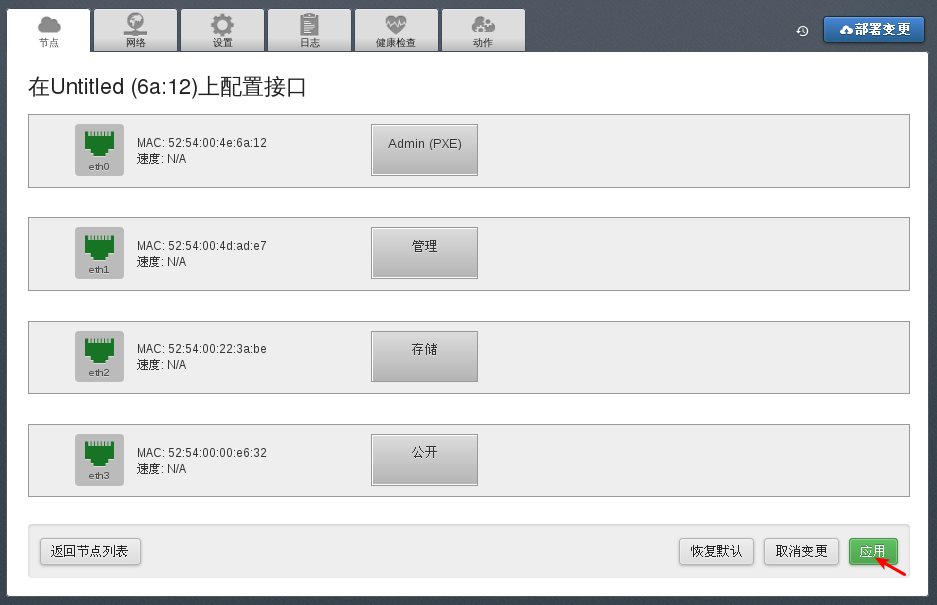 节点
网络
设置
日志
健康检查
动作
部署变更
在Untitled (6a:12)上配置接口
eth0
MAC: 52:54:00:4e:6a:12
速度: N/A
Admin (PXE)
eth1
MAC: 52:54:00:4d:ad:e7
速度: N/A
管理
eth2
MAC: 52:54:00:22:3a:be
速度: N/A
存储
eth3
MAC: 52:54:00:00:e6:32
速度: N/A
公开
返回节点列表
恢复默认
取消变更
应用